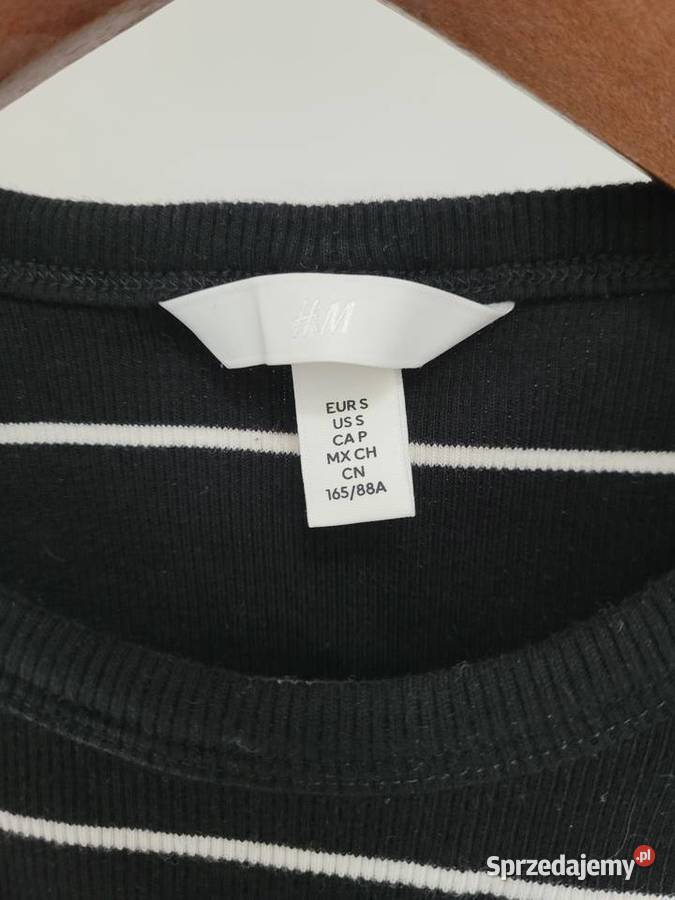 H&M
EUR S
US S
CA P
MX CH
CN
165/88A
Sprzedajemy.pl